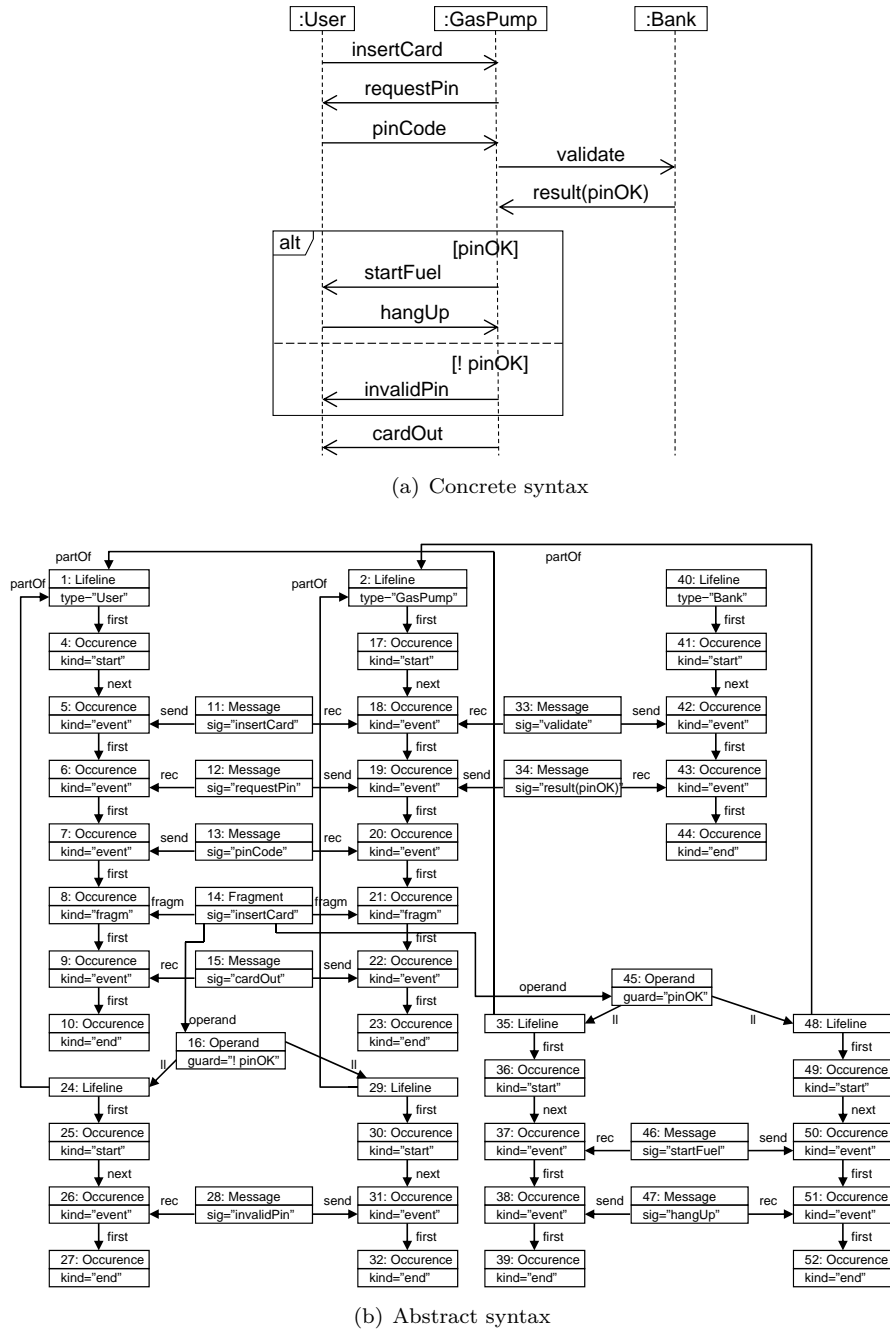 :User :GasPump :Bank
insertCard
requestPin
pinCode
validate
result(pinOK)
alt [pinOK]
startFuel
hangUp
[! pinOK]
invalidPin
cardOut
(a) Concrete syntax
partOf partOf
partOf 1: Lifeline partOf 2: Lifeline 40: Lifeline
type−"User" type−"GasPump" type−"Bank"
first first first
4: Occurence 17: Occurence 41: Occurence
kind="start" kind="start" kind="start"
next next next
5: Occurence send 11: Message rec 18: Occurence rec 33: Message send 42: Occurence
kind="event" sig="insertCard" kind="event" sig="validate" kind="event"
first first first
6: Occurence rec 12: Message send 19: Occurence send 34: Message rec 43: Occurence
kind="event" sig="requestPin" kind="event" sig="result(pinOK)" kind="event"
first first first
7: Occurence send 13: Message rec 20: Occurence 44: Occurence
kind="event" sig="pinCode" kind="event" kind="end"
first first
8: Occurence fragm 14: Fragment fragm 21: Occurence
kind="fragm" sig="insertCard" kind="fragm"
first first
9: Occurence rec 15: Message send 22: Occurence operand 45: Operand
kind="event" sig="cardOut" kind="event" guard="pinOK"
first first
10: Occurence operand 23: Occurence 35: Lifeline ll ll 48: Lifeline
kind="end" 16: Operand kind="end" first first
guard="! pinOK" 36: Occurence 49: Occurence
24: Lifeline ll ll 29: Lifeline kind="start" kind="start"
first first next next
25: Occurence 30: Occurence 37: Occurence rec 46: Message send 50: Occurence
kind="start" kind="start" kind="event" sig="startFuel" kind="event"
next next first first
26: Occurence rec 28: Message send 31: Occurence 38: Occurence send 47: Message rec 51: Occurence
kind="event" sig="invalidPin" kind="event" kind="event" sig="hangUp" kind="event"
first first first first
27: Occurence 32: Occurence 39: Occurence 52: Occurence
kind="end" kind="end" kind="end" kind="end"
(b) Abstract syntax